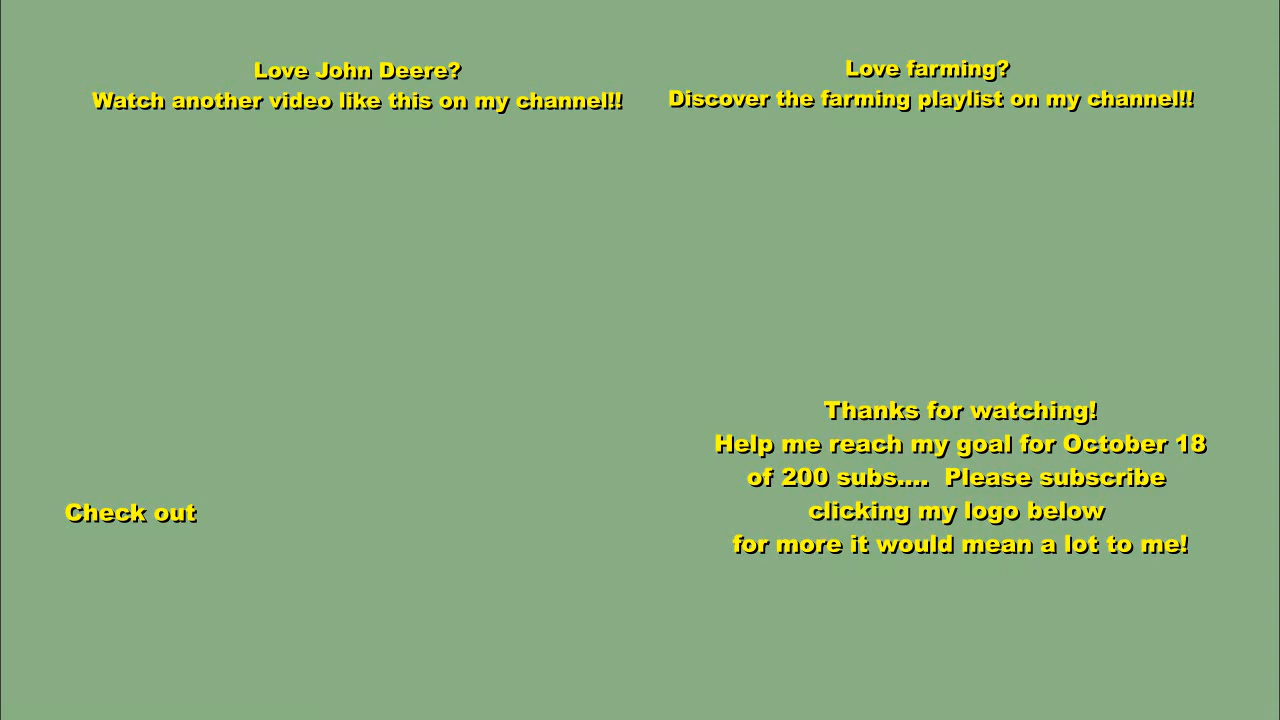 Love John Deere?
Watch another video like this on my channel!!
Love farming?
Discover the farming playlist on my channel!!
Thanks for watching!
Help me reach my goal for October 18
of 200 subs....  Please subscribe
clicking my logo below
for more it would mean a lot to me!
Check out